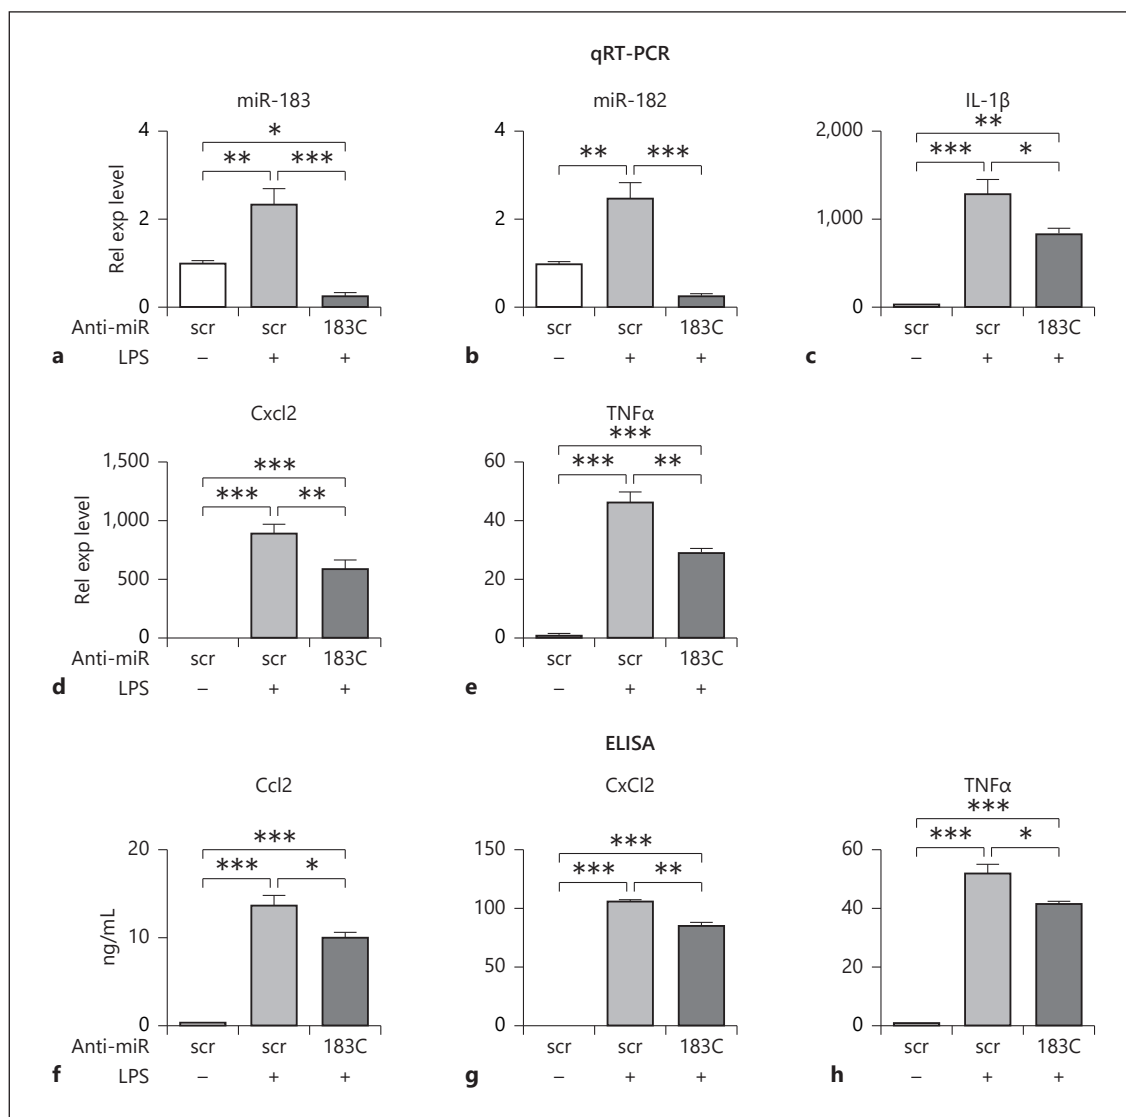 qRT-PCR
miR-183 miR-182 IL-1β
* **
** *** ** *** *** *
4 4 2,000
2 2 1,000
0 0 0
Rel exp level
Anti-miR scr scr 183C scr scr 183C scr scr 183C
a LPS – + + b – + + c – + +
Cxcl2 TNFα
*** ***
*** ** *** **
1,500 60
1,000 40
500 20
0 0
Rel exp level
Anti-miR scr scr 183C scr scr 183C
d LPS – + + e – + +
ELISA
Ccl2 CxCl2 TNFα
*** *** ***
*** * *** ** *** *
20 150 60
100 40
10
50 20
0 0 0
ng/mL
Anti-miR scr scr 183C scr scr 183C scr scr 183C
f LPS – + + g – + + h – + +